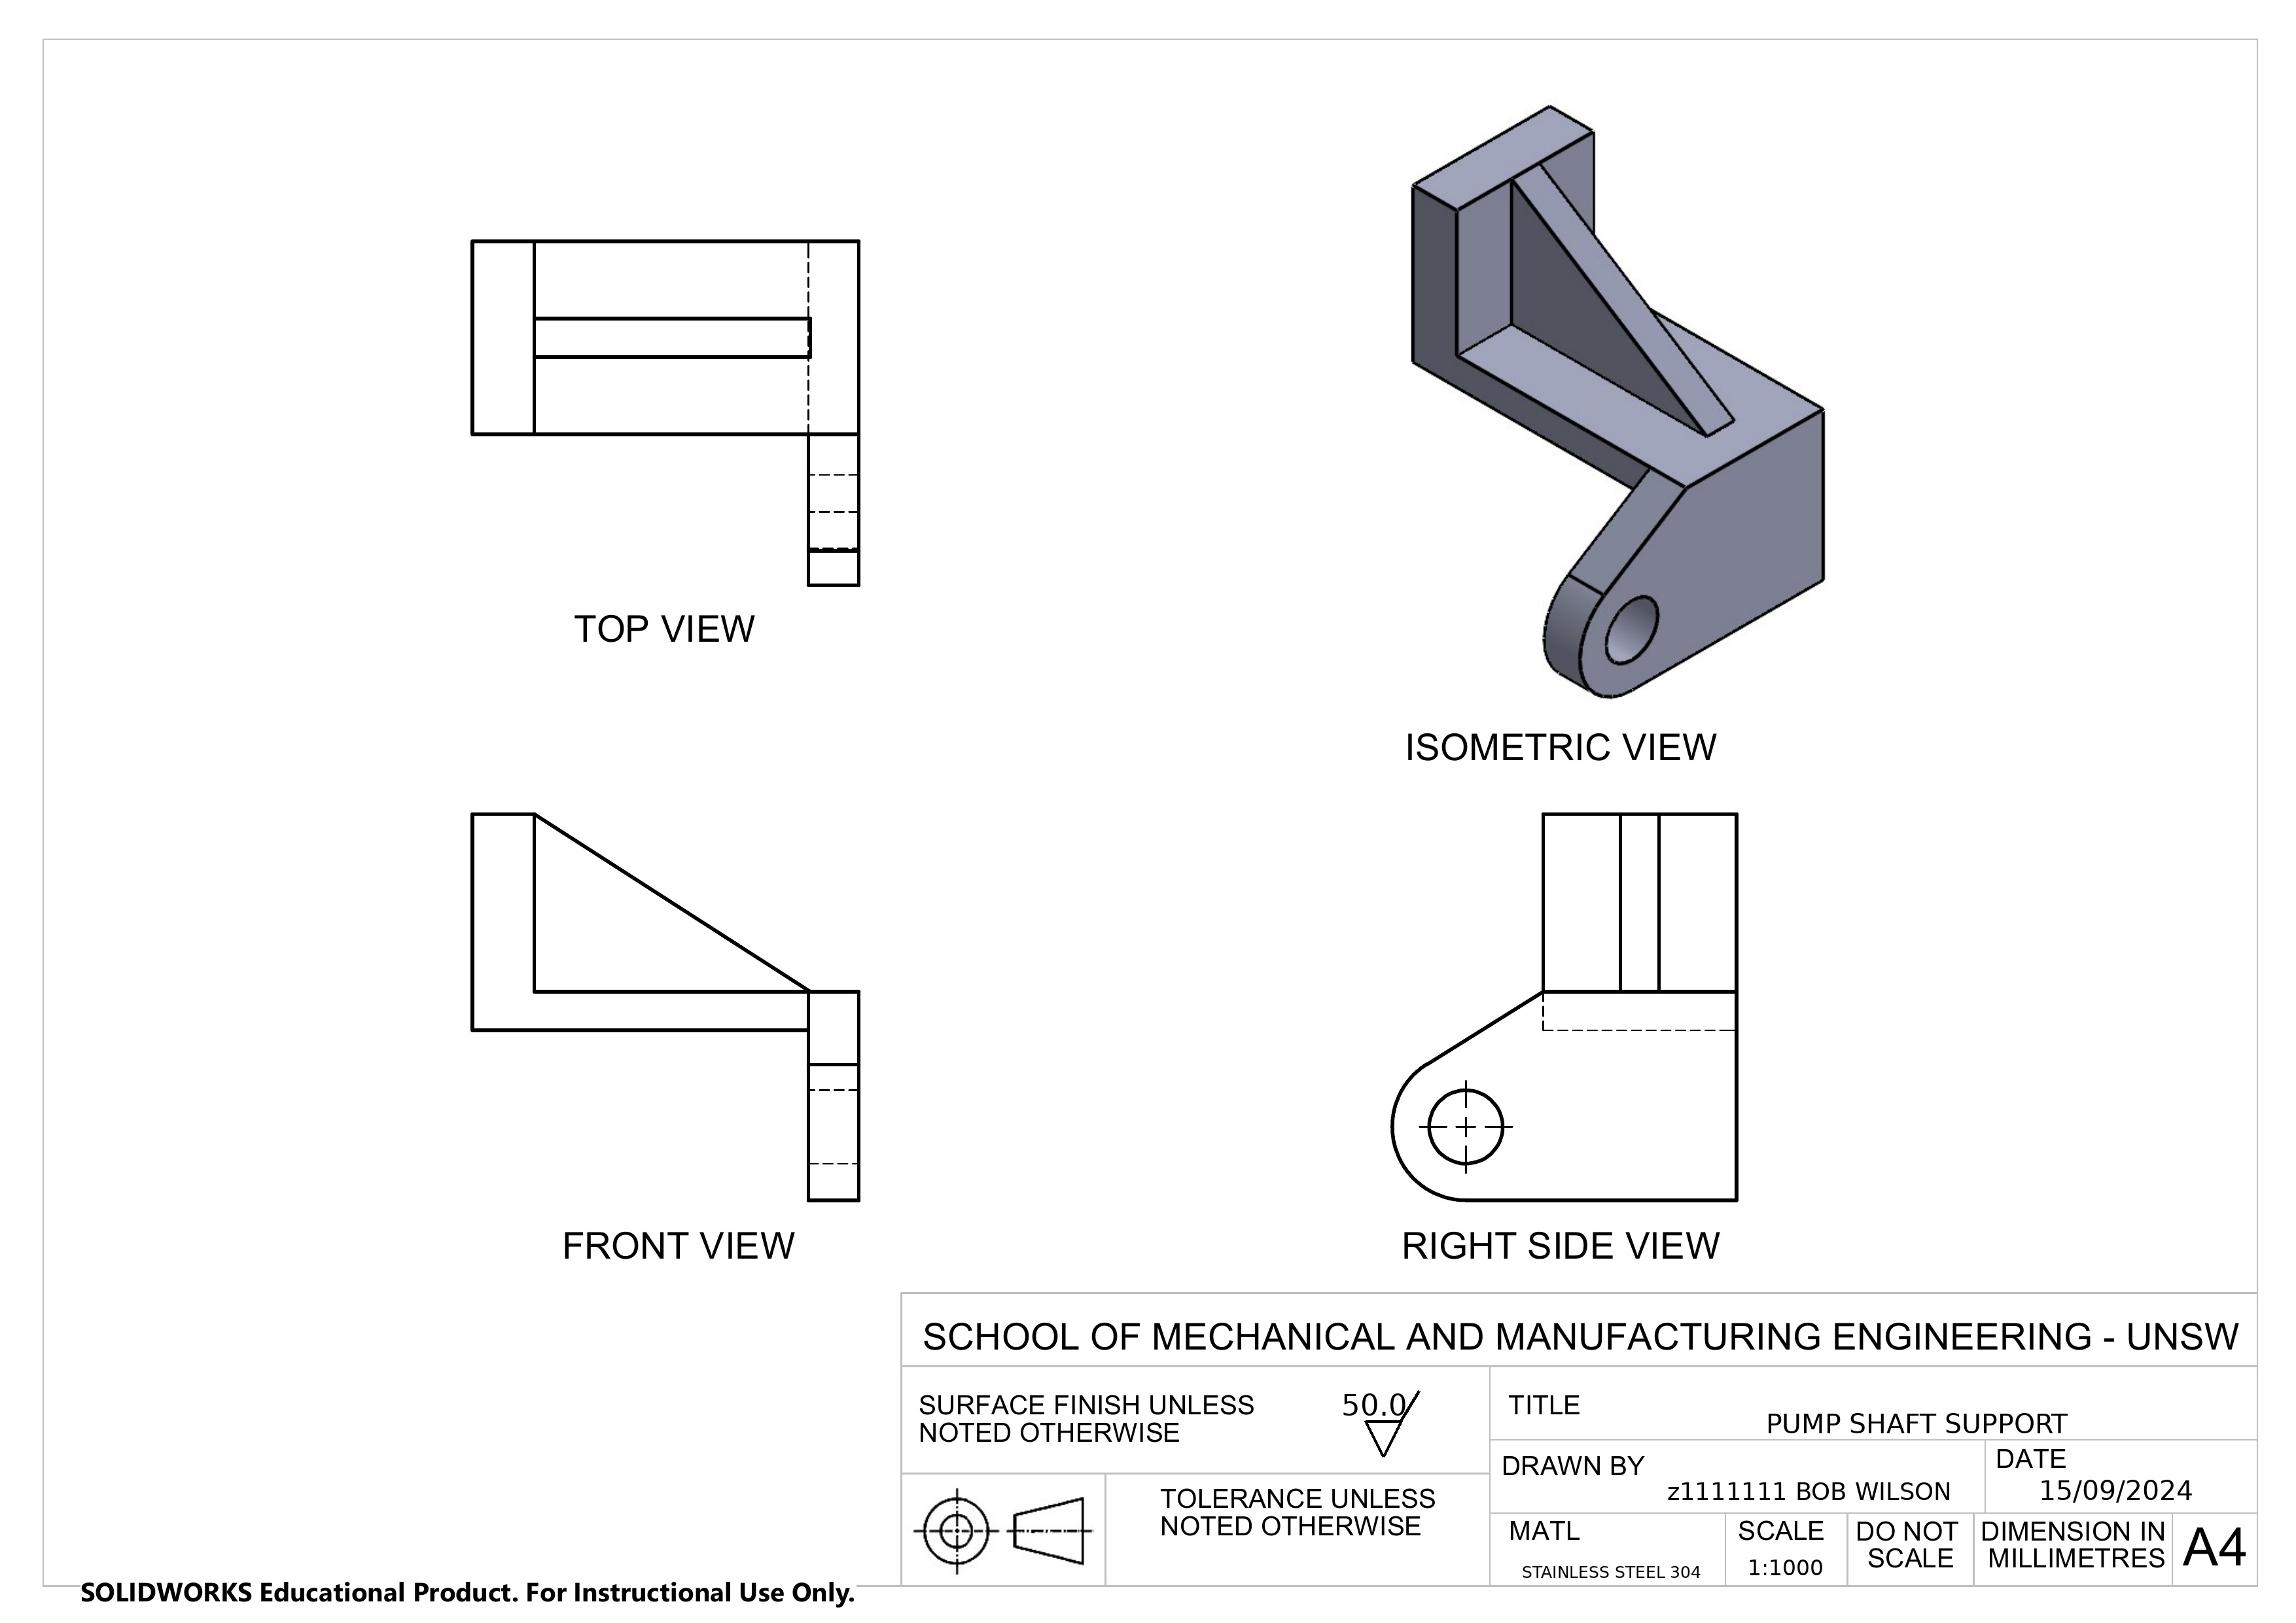 TOP VIEW
ISOMETRIC VIEW
FRONT VIEW
RIGHT SIDE VIEW
SCHOOL OF MECHANICAL AND MANUFACTURING ENGINEERING - UNSW
SURFACE FINISH UNLESS
NOTED OTHERWISE
50.0
TITLE
PUMP SHAFT SUPPORT
DRAWN BY
z1111111 BOB WILSON
DATE
15/09/2024
TOLERANCE UNLESS
NOTED OTHERWISE
MATL
STAINLESS STEEL 304
SCALE
1:1000
DO NOT
SCALE
DIMENSION IN
MILLIMETRES
A4
SOLIDWORKS Educational Product. For Instructional Use Only.